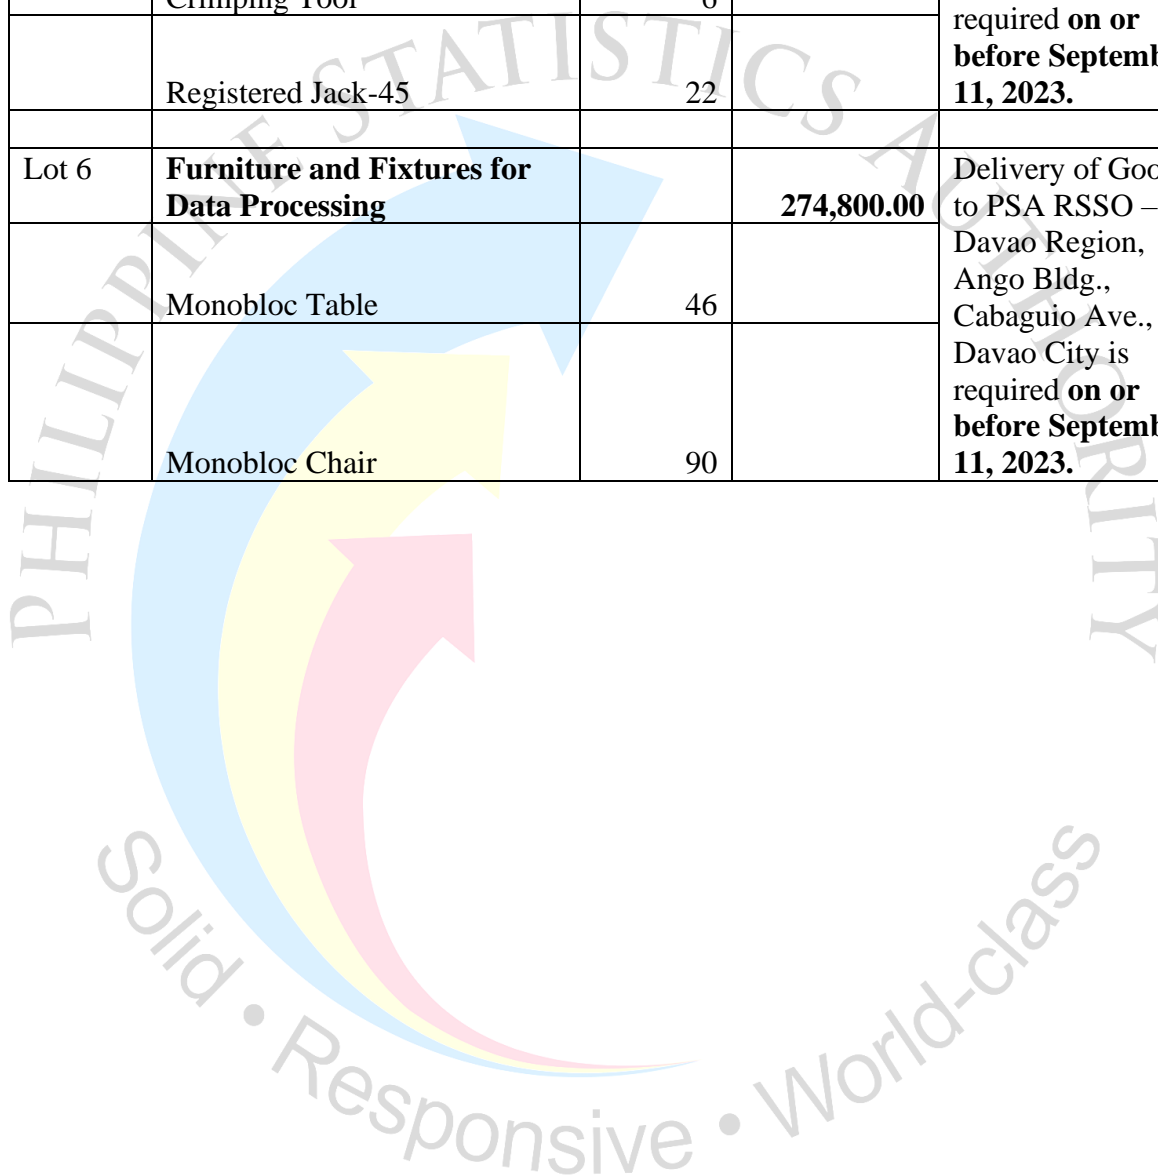 Crimping Tool 6
required on or
before Septemb
Registered Jack-45 22 11, 2023.
Lot 6 Furniture and Fixtures for Delivery of Goo
Data Processing 274,800.00 to PSA RSSO –
Davao Region,
Ango Bldg.,
Monobloc Table 46 Cabaguio Ave.,
Davao City is
required on or
before Septemb
Monobloc Chair 90 11, 2023.
PHILIPPINE STATISTICS AUTHORITY
Solid • Responsive • World-class